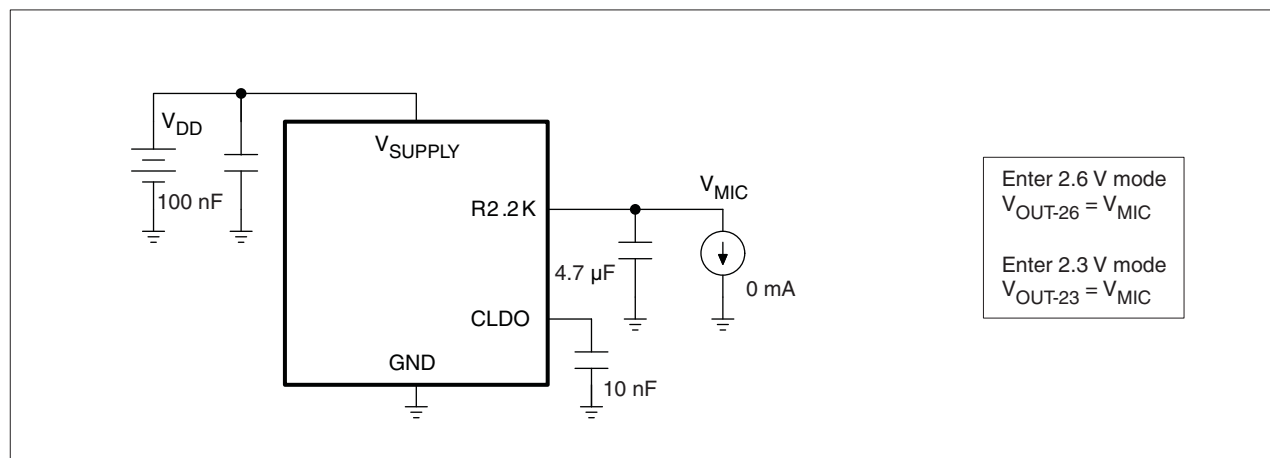 V_DD
100 nF
V_SUPPLY
R2.2K
CLDO
GND
V_MIC
4.7 µF
0 mA
10 nF
Enter 2.6 V mode
V_OUT-26 = V_MIC
Enter 2.3 V mode
V_OUT-23 = V_MIC